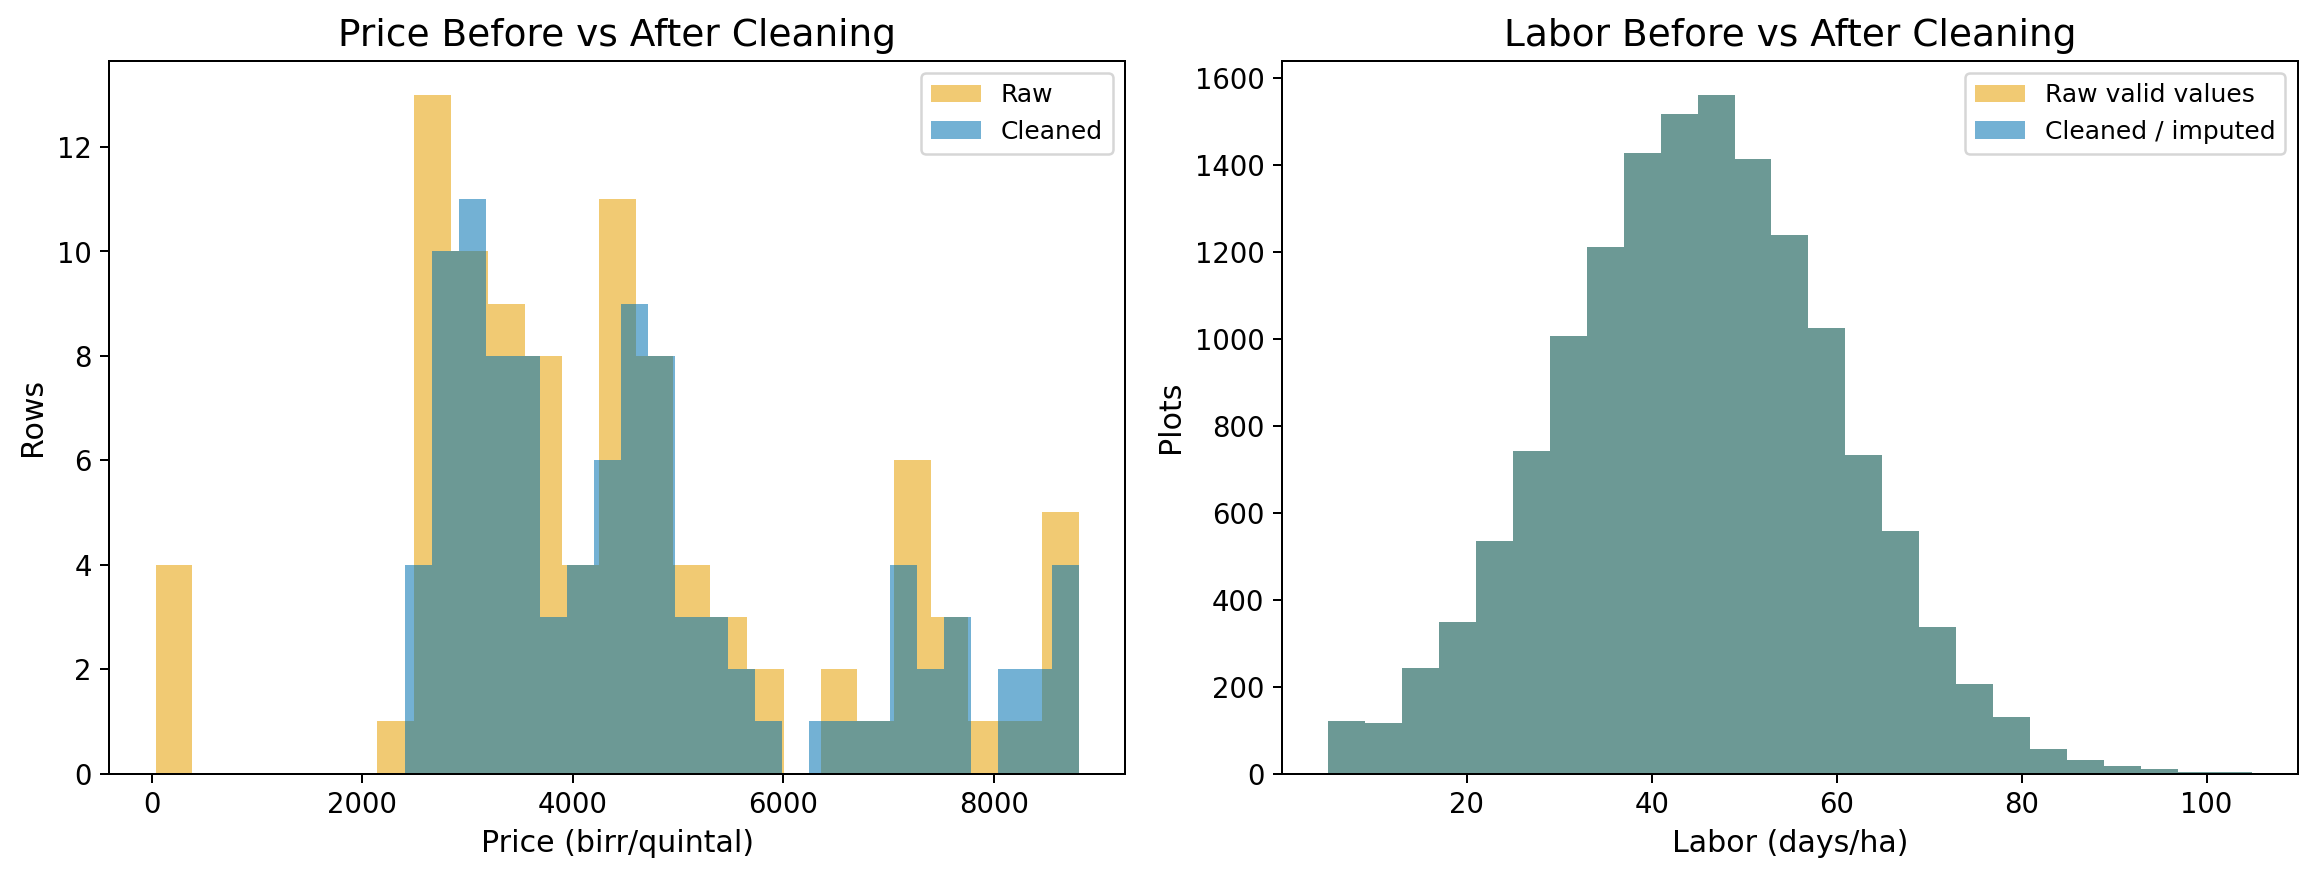 Price Before vs After Cleaning
Raw
Cleaned
Rows
12
10
8
6
4
2
0
0 2000 4000 6000 8000
Price (birr/quintal)
Labor Before vs After Cleaning
Raw valid values
Cleaned / imputed
Plots
1600
1400
1200
1000
800
600
400
200
0
20 40 60 80 100
Labor (days/ha)